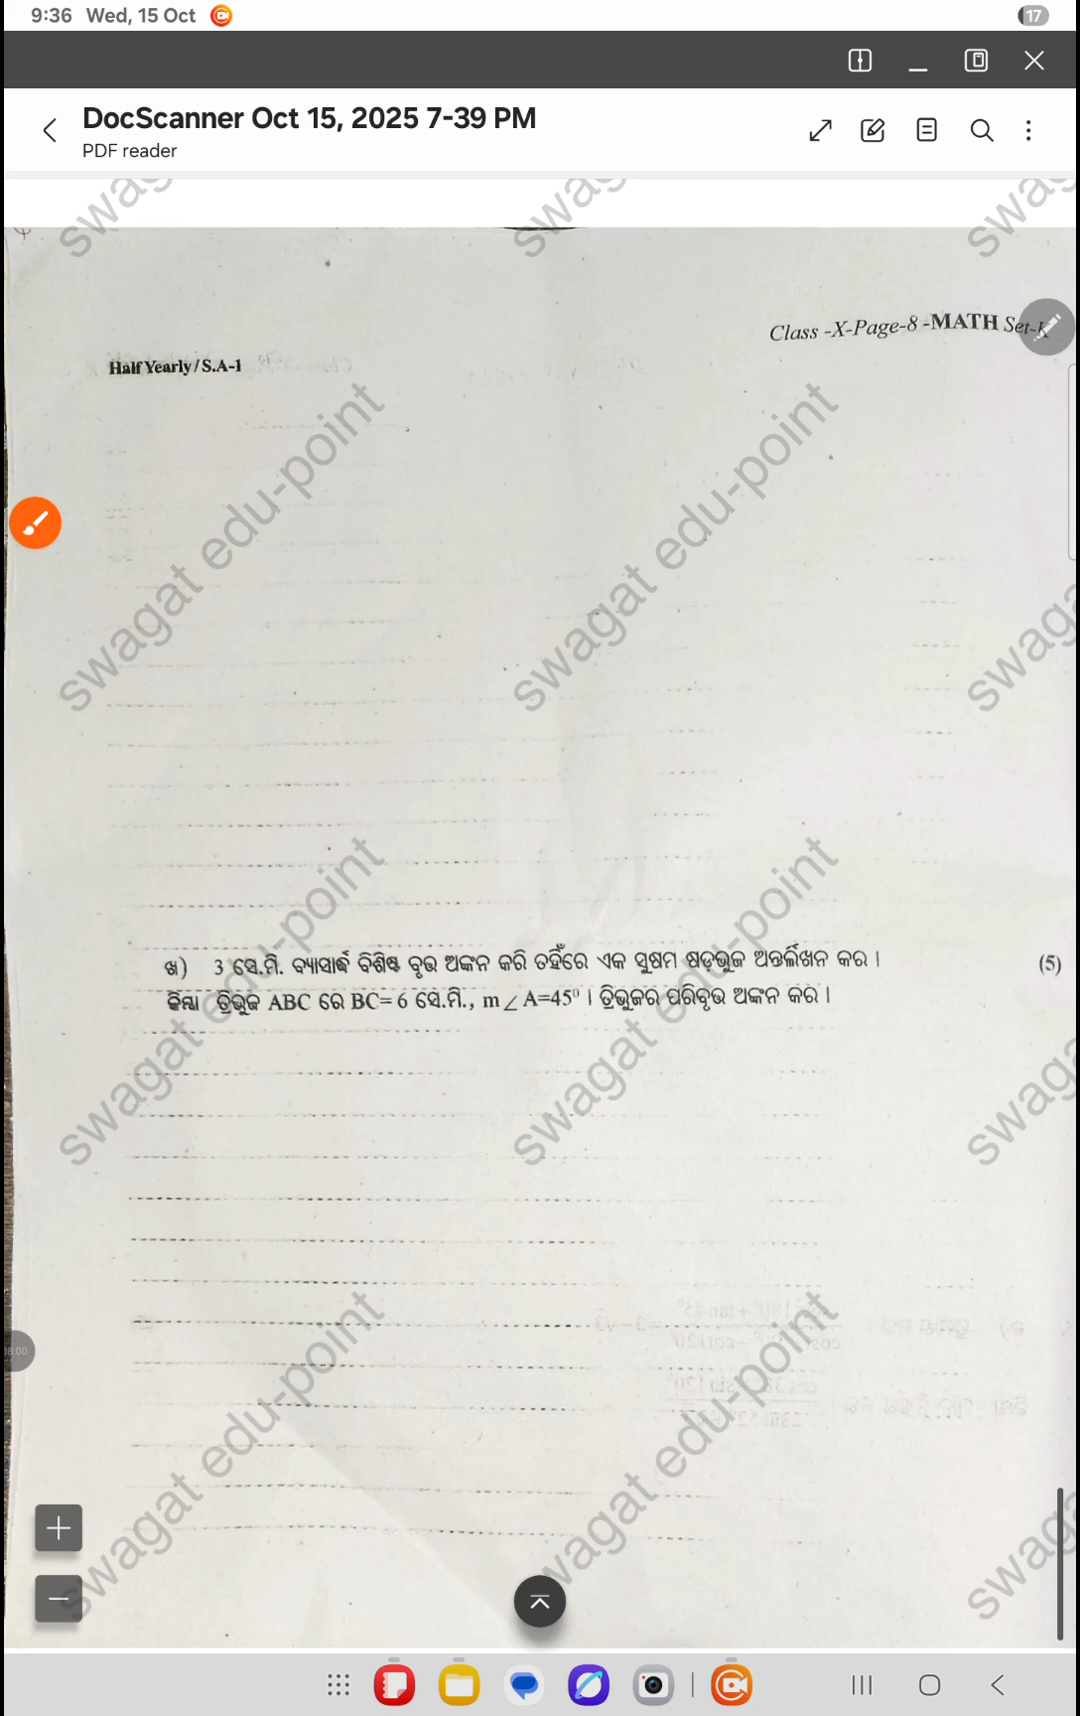 9:36 Wed, 15 Oct
17
DocScanner Oct 15, 2025 7-39 PM
PDF reader
Class -X-Page-8 -MATH Set-K
Half Yearly / S.A-1
ଖ) 3 ସେ.ମି. ବ୍ୟାସାର୍ଦ୍ଧ ବିଶିଷ୍ଟ ବୃତ୍ତ ଅଙ୍କନ କରି ତହିଁରେ ଏକ ସୁଷମ ଷଡ଼ଭୁଜ ଅନ୍ତର୍ଲିଖନ କର । (5)
କିମ୍ବା ତ୍ରିଭୁଜ ABC ରେ BC= 6 ସେ.ମି., m∠A=45⁰ । ତ୍ରିଭୁଜର ପରିବୃତ୍ତ ଅଙ୍କନ କର ।
swagat edu-point
swagat edu-point
swagat edu-point
swagat edu-point
swagat edu-point
swagat edu-point